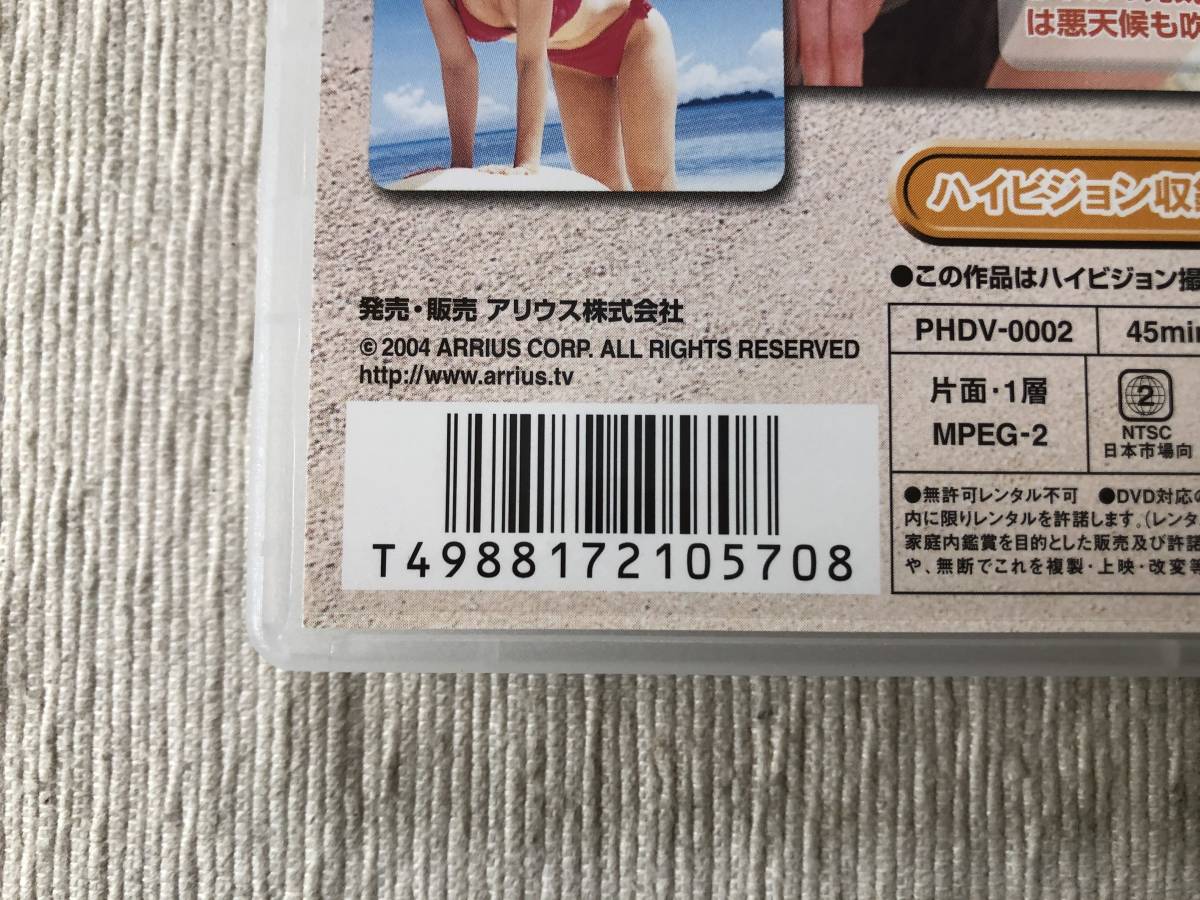 は悪天候も吹
ハイビジョン収
●この作品はハイビジョン撮
発売・販売 アリウス株式会社
© 2004 ARRIUS CORP. ALL RIGHTS RESERVED
http://www.arrius.tv
PHDV-0002
45min
片面・1層
MPEG-2
2
NTSC
日本市場向
●無許可レンタル不可 ●DVD対応の
内に限りレンタルを許諾します。(レンタ
家庭内鑑賞を目的とした販売及び許諾
や、無断でこれを複製・上映・改変等
T4988172105708